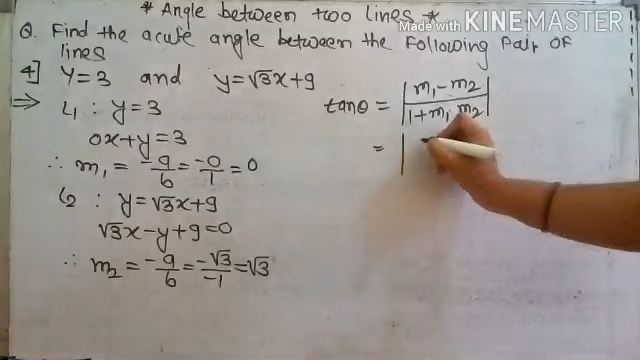 * Angle between two lines *
Made with KINEMASTER
Q. Find the acute angle between the Following Pair of
lines
4] Y=3 and y=√3x+9
⇒ L1 : y=3
0x+y=3
∴ m1 = -a/b = -0/1 = 0
L2 : y=√3x+9
√3x-y+9=0
∴ m2 = -a/b = -√3/-1 = √3
tanθ = | m1-m2 / 1+m1 m2 |
= |